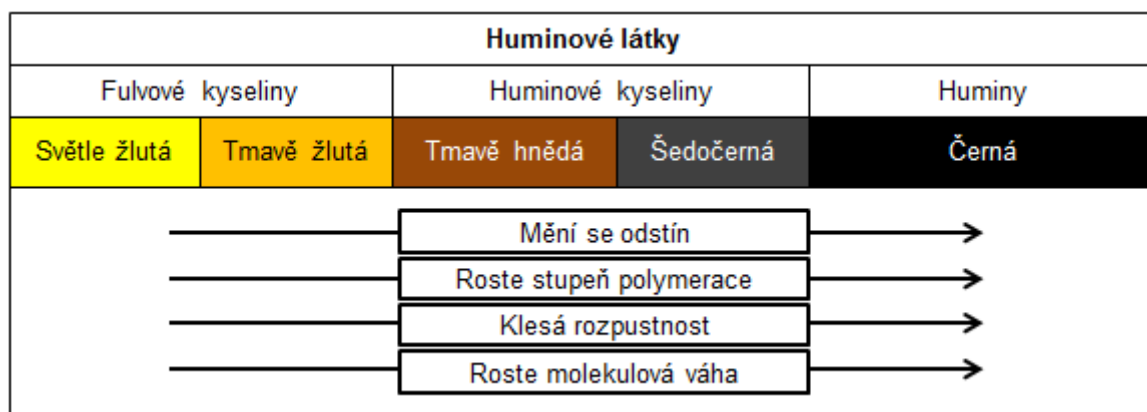 Huminové látky
Fulvové kyseliny Huminové kyseliny Huminy
Světle žlutá Tmavě žlutá Tmavě hnědá Šedočerná Černá
Mění se odstín
Roste stupeň polymerace
Klesá rozpustnost
Roste molekulová váha